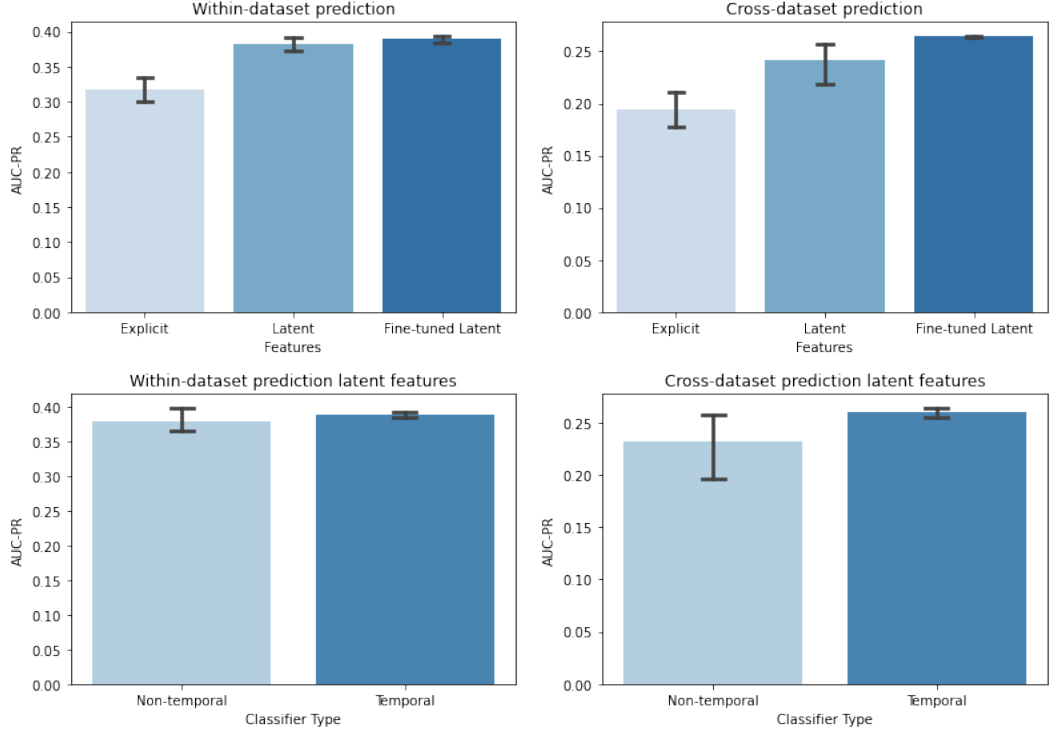 Within-dataset prediction
0.40
0.35
0.30
0.25
0.20
0.15
0.10
0.05
0.00
AUC-PR
Explicit Latent Fine-tuned Latent
Features
Cross-dataset prediction
0.25
0.20
0.15
0.10
0.05
0.00
AUC-PR
Explicit Latent Fine-tuned Latent
Features
Within-dataset prediction latent features
0.40
0.35
0.30
0.25
0.20
0.15
0.10
0.05
0.00
AUC-PR
Non-temporal Temporal
Classifier Type
Cross-dataset prediction latent features
0.25
0.20
0.15
0.10
0.05
0.00
AUC-PR
Non-temporal Temporal
Classifier Type